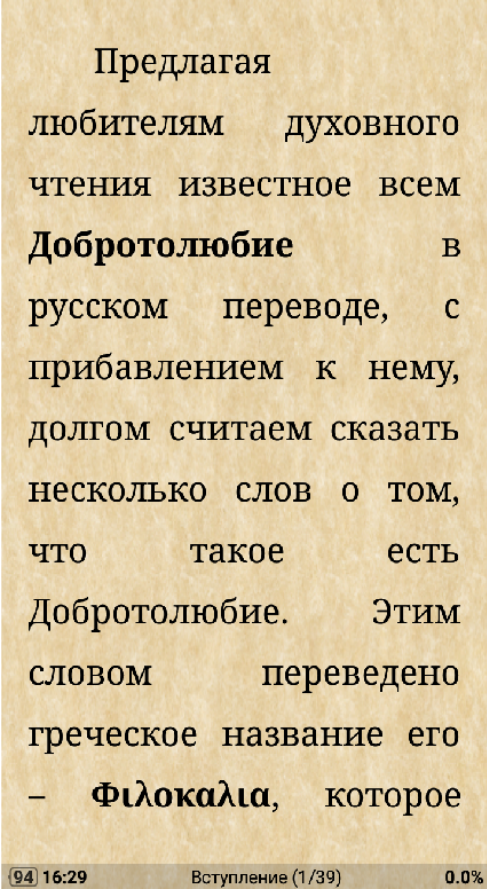 Предлагая
любителям духовного
чтения известное всем
Добротолюбие в
русском переводе, с
прибавлением к нему,
долгом считаем сказать
несколько слов о том,
что такое есть
Добротолюбие. Этим
словом переведено
греческое название его
– Φιλοκαλια, которое
94 16:29 Вступление (1/39) 0.0%